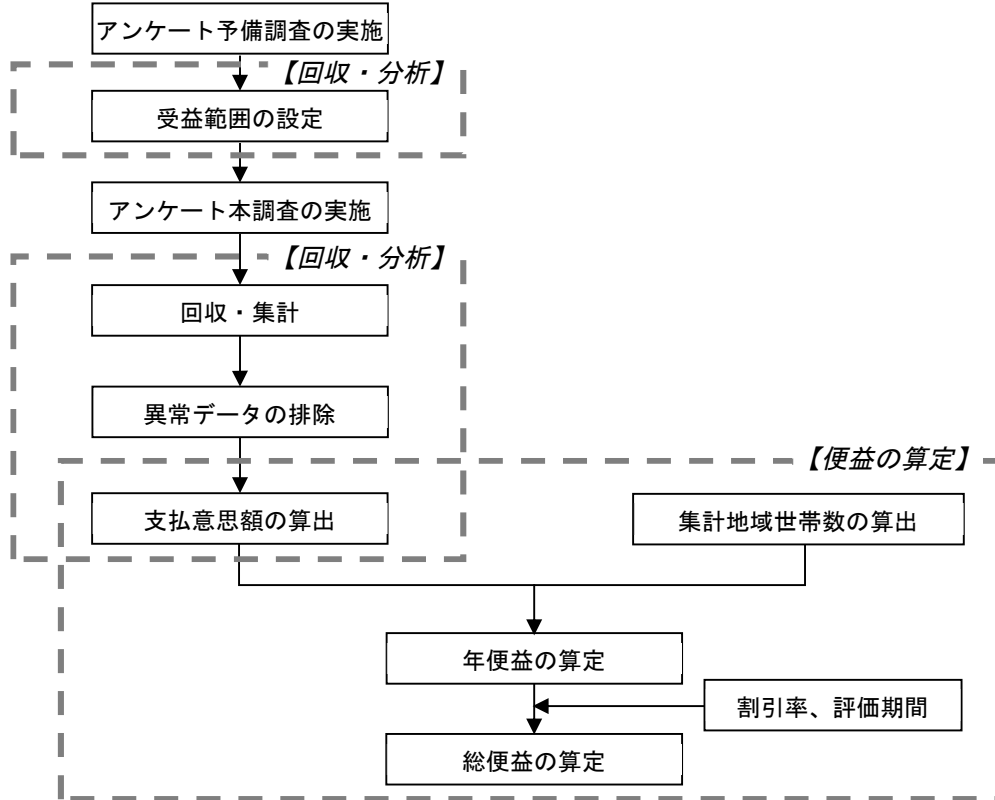 アンケート予備調査の実施
【回収・分析】
受益範囲の設定
アンケート本調査の実施
【回収・分析】
回収・集計
異常データの排除
【便益の算定】
支払意思額の算出
集計地域世帯数の算出
年便益の算定
割引率、評価期間
総便益の算定